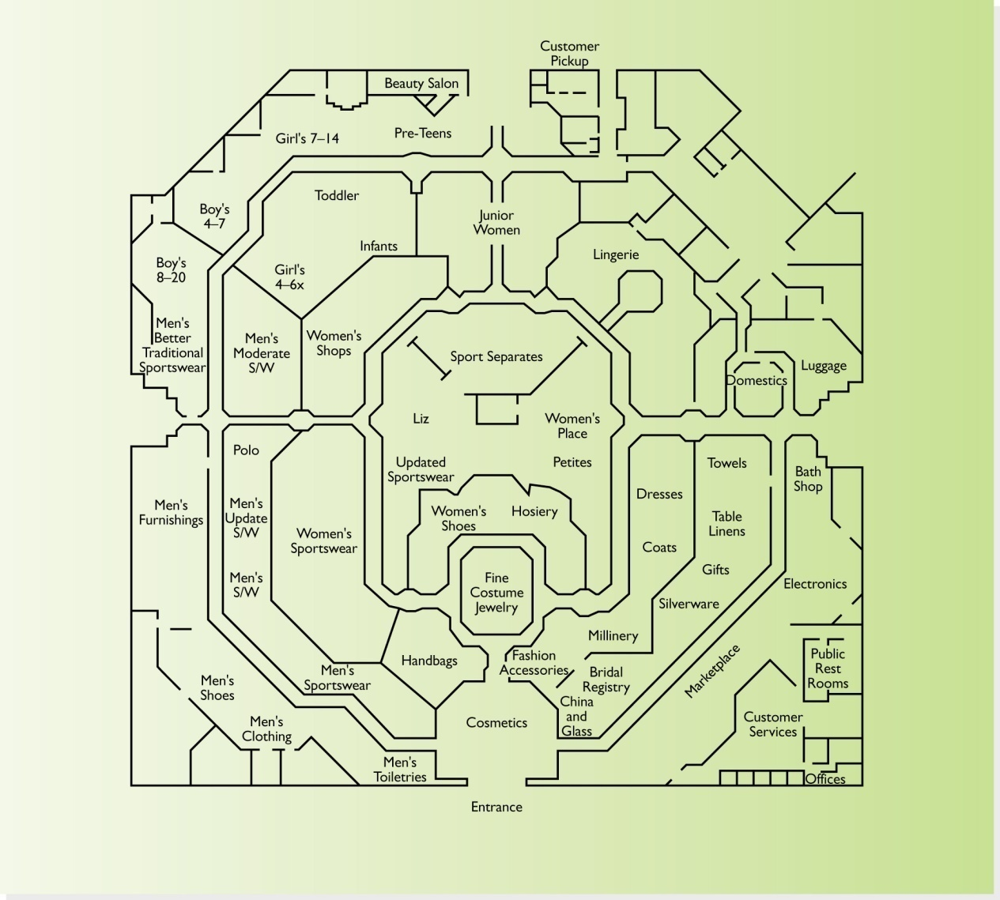 Customer
Pickup
Beauty Salon
Girl's 7–14
Pre-Teens
Toddler
Boy's
4–7
Junior
Women
Infants
Lingerie
Boy's
8–20
Girl's
4–6x
Men's
Better
Traditional
Sportswear
Men's
Moderate
S/W
Women's
Shops
Sport Separates
Luggage
Domestics
Liz
Women's
Place
Polo
Updated
Sportswear
Petites
Towels
Bath
Shop
Men's
Furnishings
Men's
Update
S/W
Women's
Shoes
Hosiery
Dresses
Table
Linens
Women's
Sportswear
Coats
Gifts
Men's
S/W
Fine
Costume
Jewelry
Electronics
Silverware
Millinery
Handbags
Fashion
Accessories
Marketplace
Public
Rest
Rooms
Men's
Sportswear
Bridal
Registry
Men's
Shoes
China
and
Glass
Men's
Clothing
Cosmetics
Customer
Services
Men's
Toiletries
Offices
Entrance